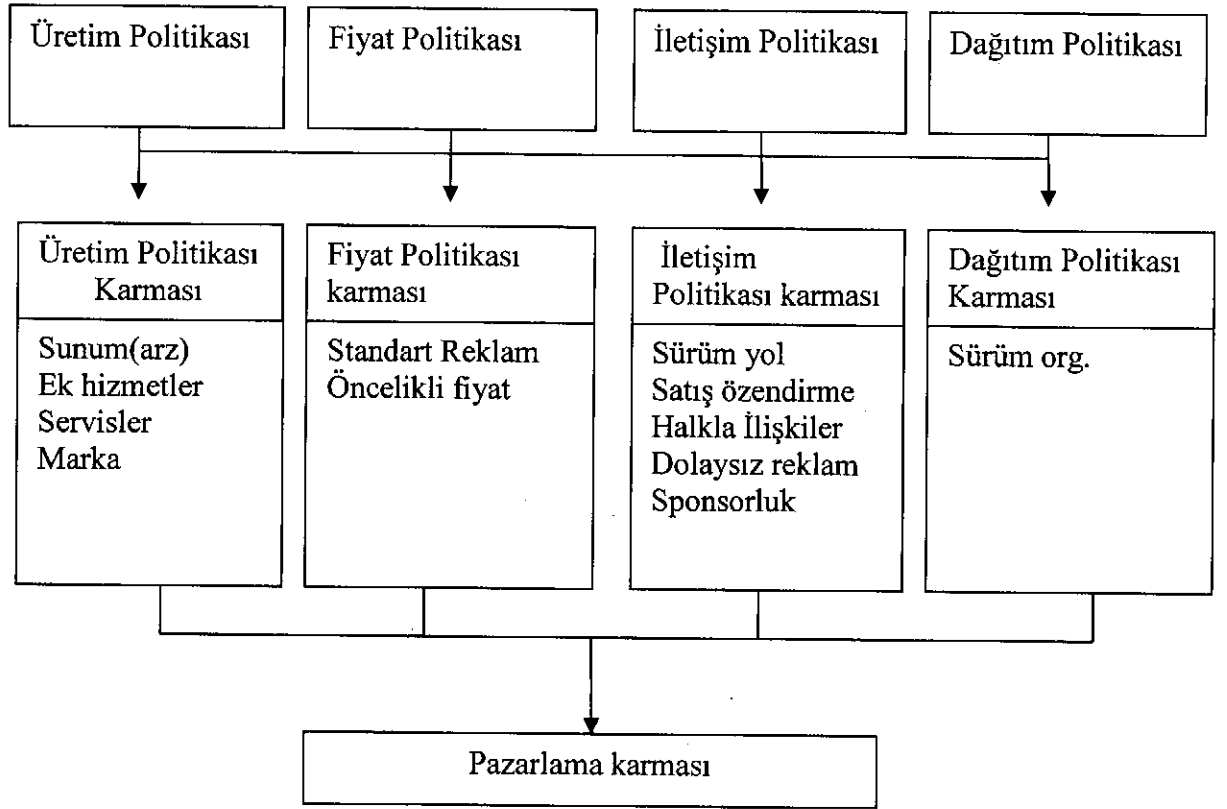 Üretim Politikası
Fiyat Politikası
İletişim Politikası
Dağıtım Politikası
Üretim Politikası
Karması
Sunum(arz)
Ek hizmetler
Servisler
Marka
Fiyat Politikası
karması
Standart Reklam
Öncelikli fiyat
İletişim
Politikası karması
Sürüm yol
Satış özendirme
Halkla İlişkiler
Dolaysız reklam
Sponsorluk
Dağıtım Politikası
Karması
Sürüm org.
Pazarlama karması